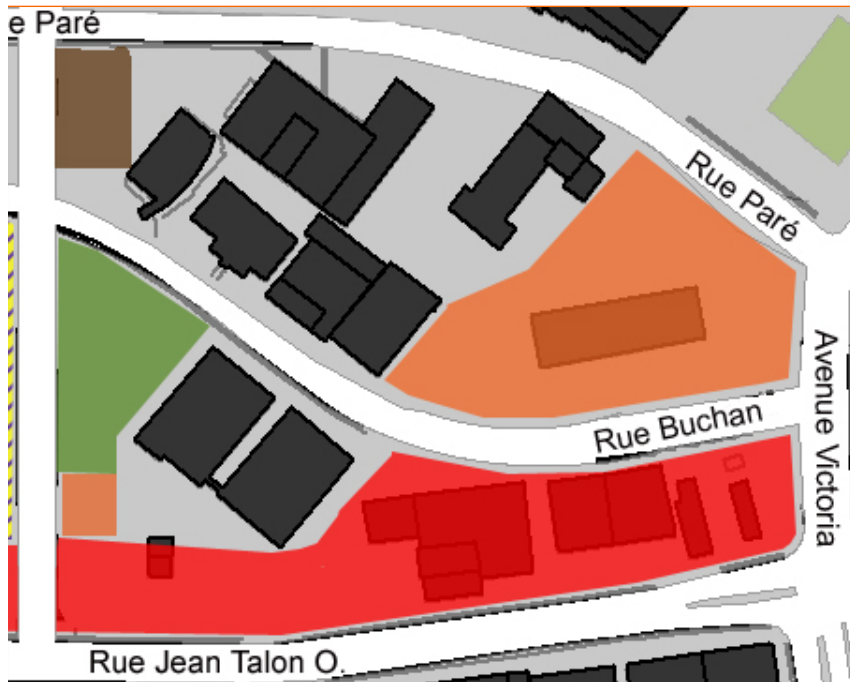 e Paré
Rue Paré
Avenue Victoria
Rue Buchan
Rue Jean Talon O.